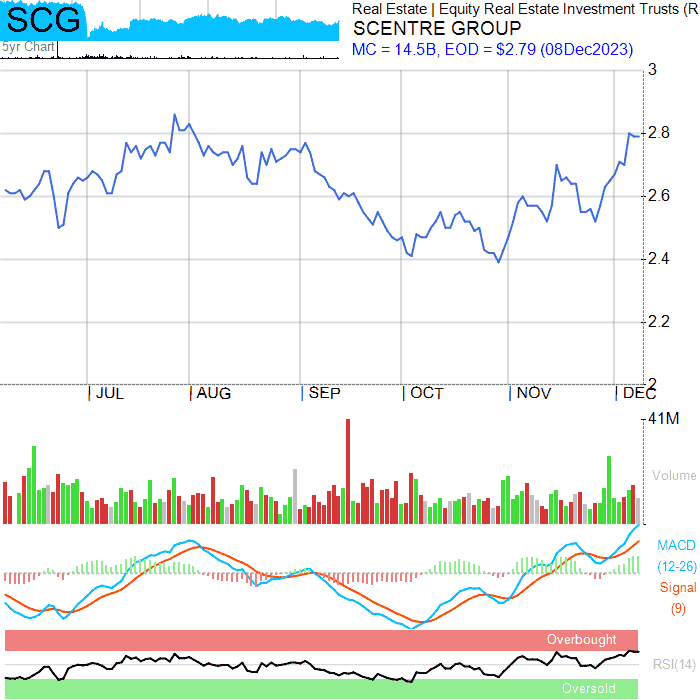 SCG
5yr Chart
Real Estate | Equity Real Estate Investment Trusts (R
SCENTRE GROUP
MC = 14.5B, EOD = $2.79 (08Dec2023)
3
2.8
2.6
2.4
2.2
2
JUL AUG SEP OCT NOV DEC
41M
Volume
MACD
(12-26)
Signal
(9)
Overbought
RSI(14)
Oversold